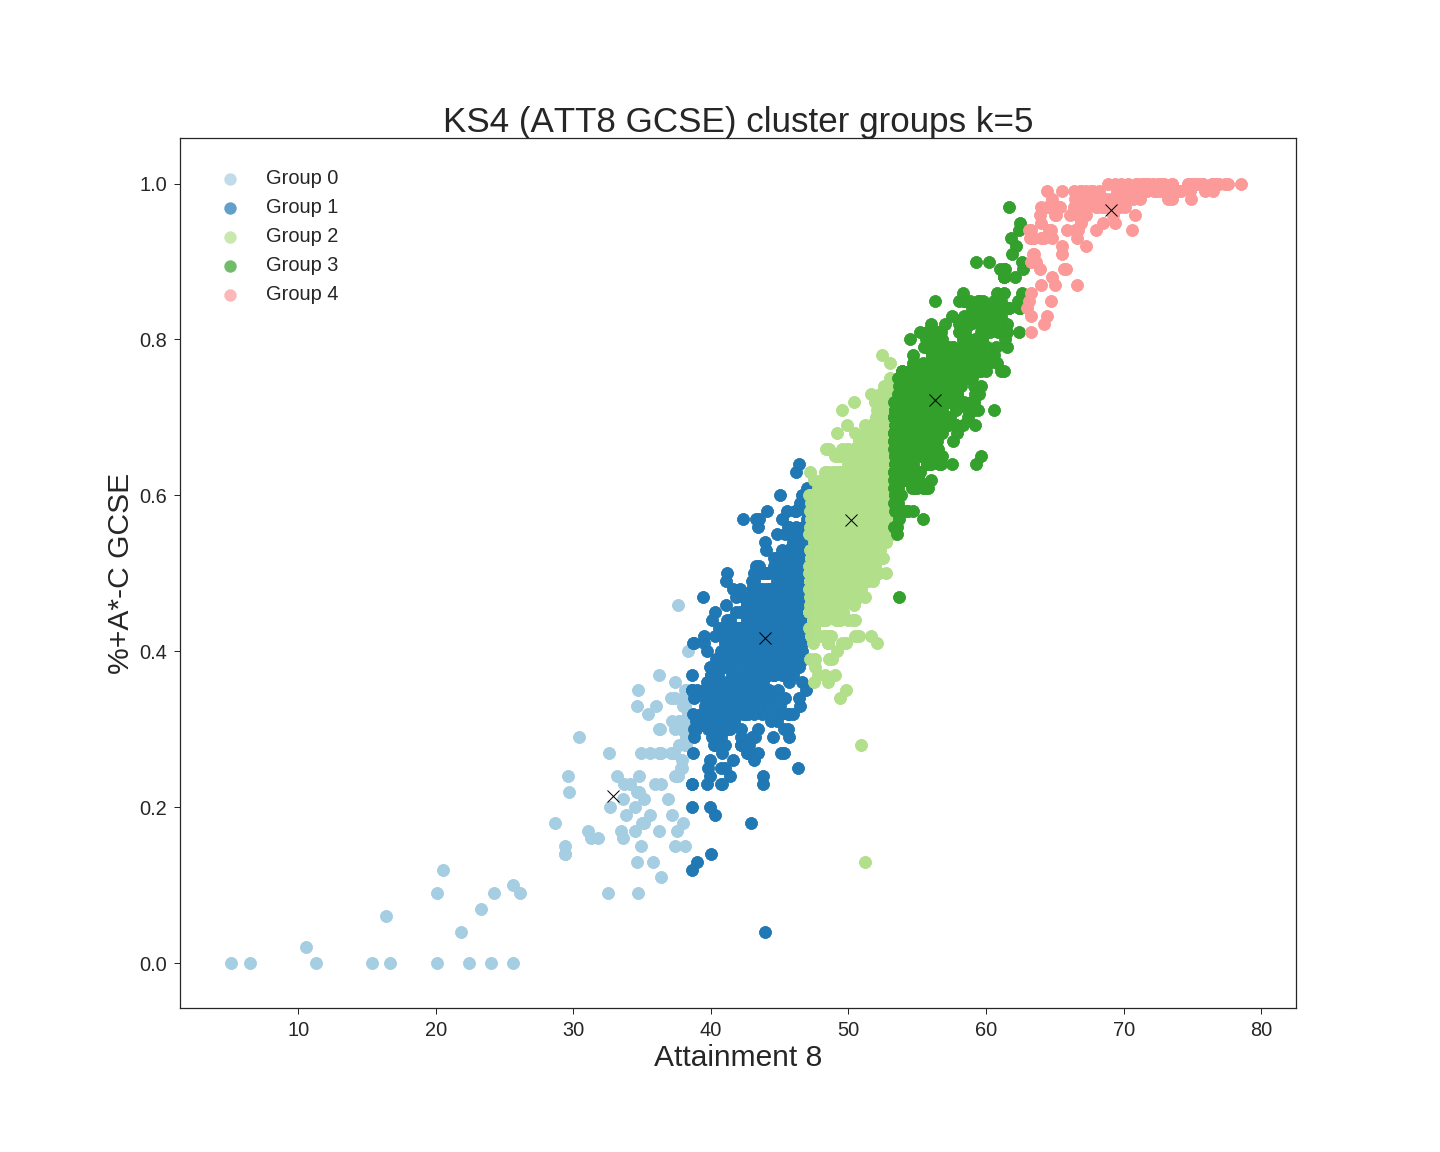 KS4 (ATT8 GCSE) cluster groups k=5
Group 0
Group 1
Group 2
Group 3
Group 4
1.0
0.8
0.6
0.4
0.2
0.0
%+A*-C GCSE
10 20 30 40 50 60 70 80
Attainment 8